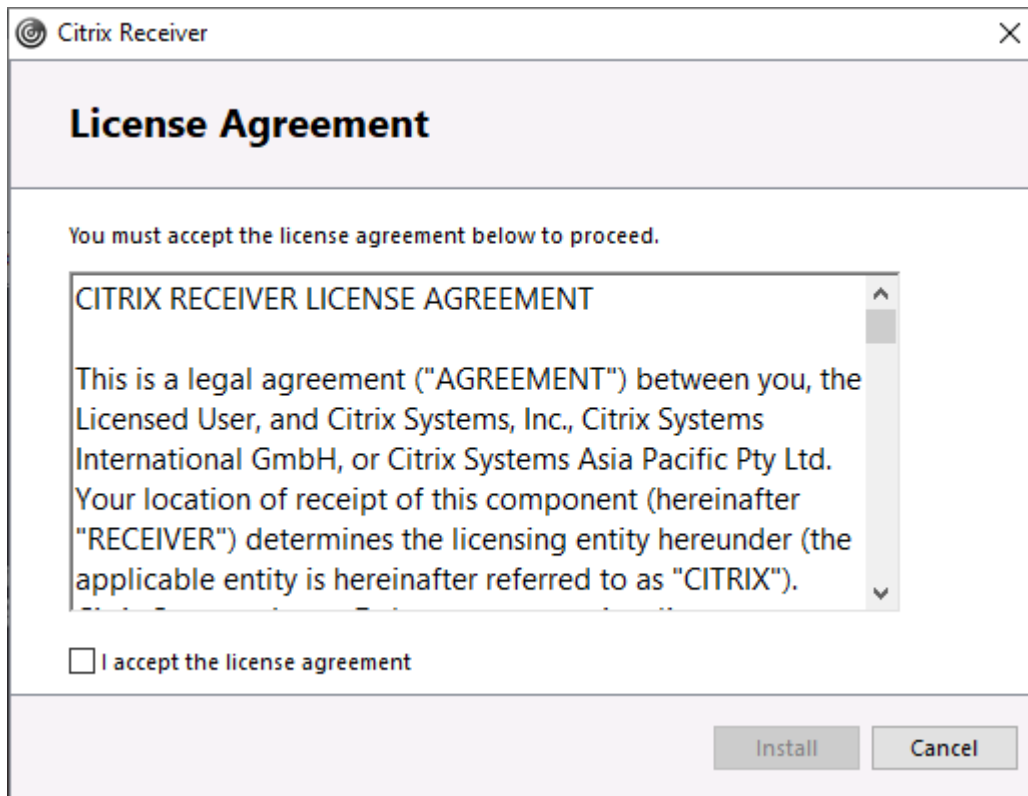 Citrix Receiver
License Agreement
You must accept the license agreement below to proceed.
CITRIX RECEIVER LICENSE AGREEMENT
This is a legal agreement ("AGREEMENT") between you, the
Licensed User, and Citrix Systems, Inc., Citrix Systems
International GmbH, or Citrix Systems Asia Pacific Pty Ltd.
Your location of receipt of this component (hereinafter
"RECEIVER") determines the licensing entity hereunder (the
applicable entity is hereinafter referred to as "CITRIX").
I accept the license agreement
Install
Cancel